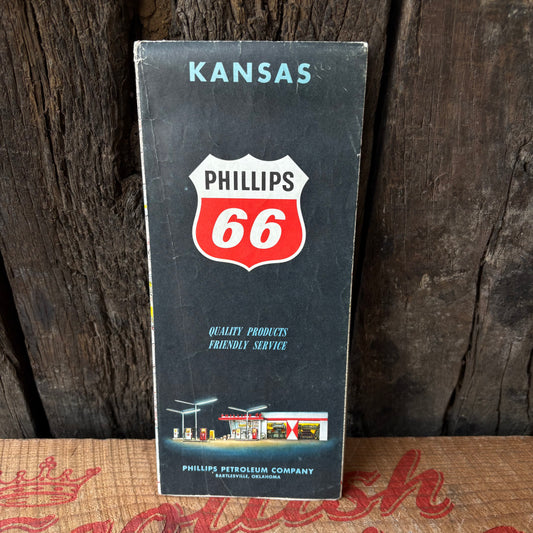 KANSAS
PHILLIPS
66
QUALITY PRODUCTS
FRIENDLY SERVICE
PHILLIPS PETROLEUM COMPANY
BARTLESVILLE, OKLAHOMA